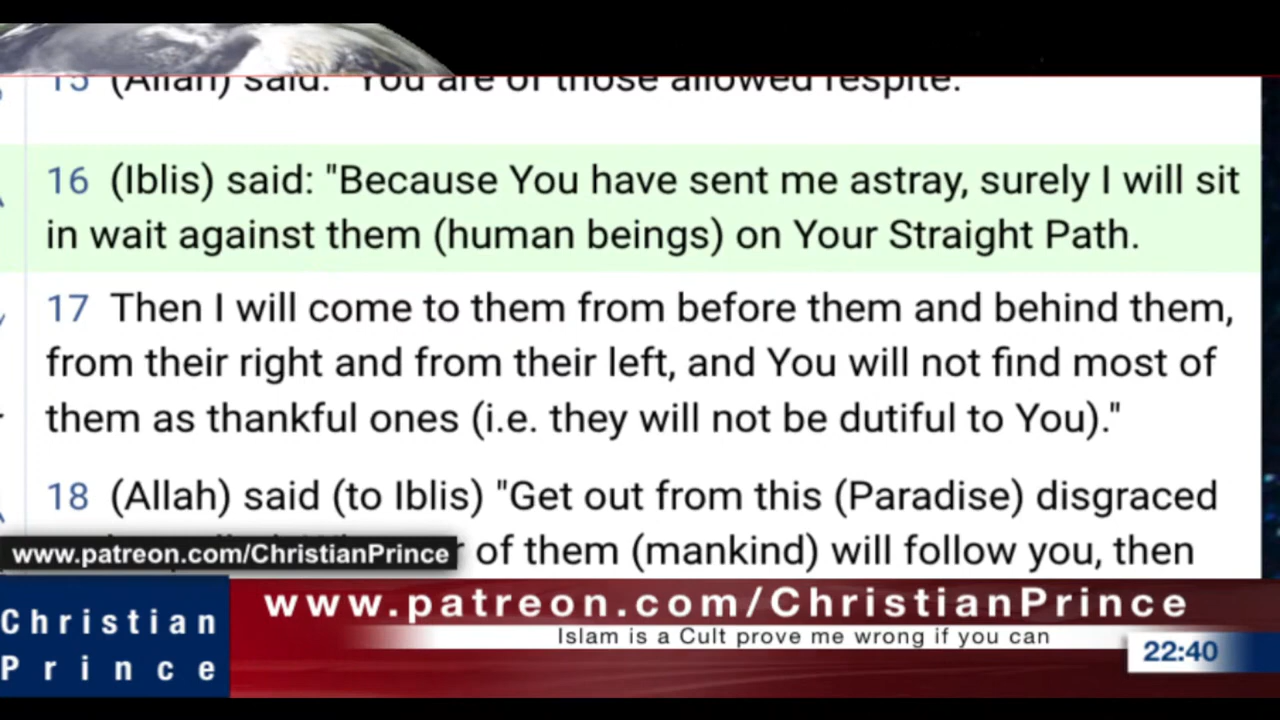 15 (Allah) said: "You are of those allowed respite."
16 (Iblis) said: "Because You have sent me astray, surely I will sit
in wait against them (human beings) on Your Straight Path.
17 Then I will come to them from before them and behind them,
from their right and from their left, and You will not find most of
them as thankful ones (i.e. they will not be dutiful to You)."
18 (Allah) said (to Iblis) "Get out from this (Paradise) disgraced
of them (mankind) will follow you, then
www.patreon.com/ChristianPrince
www.patreon.com/ChristianPrince
Islam is a Cult prove me wrong if you can
Christian
Prince
22:40